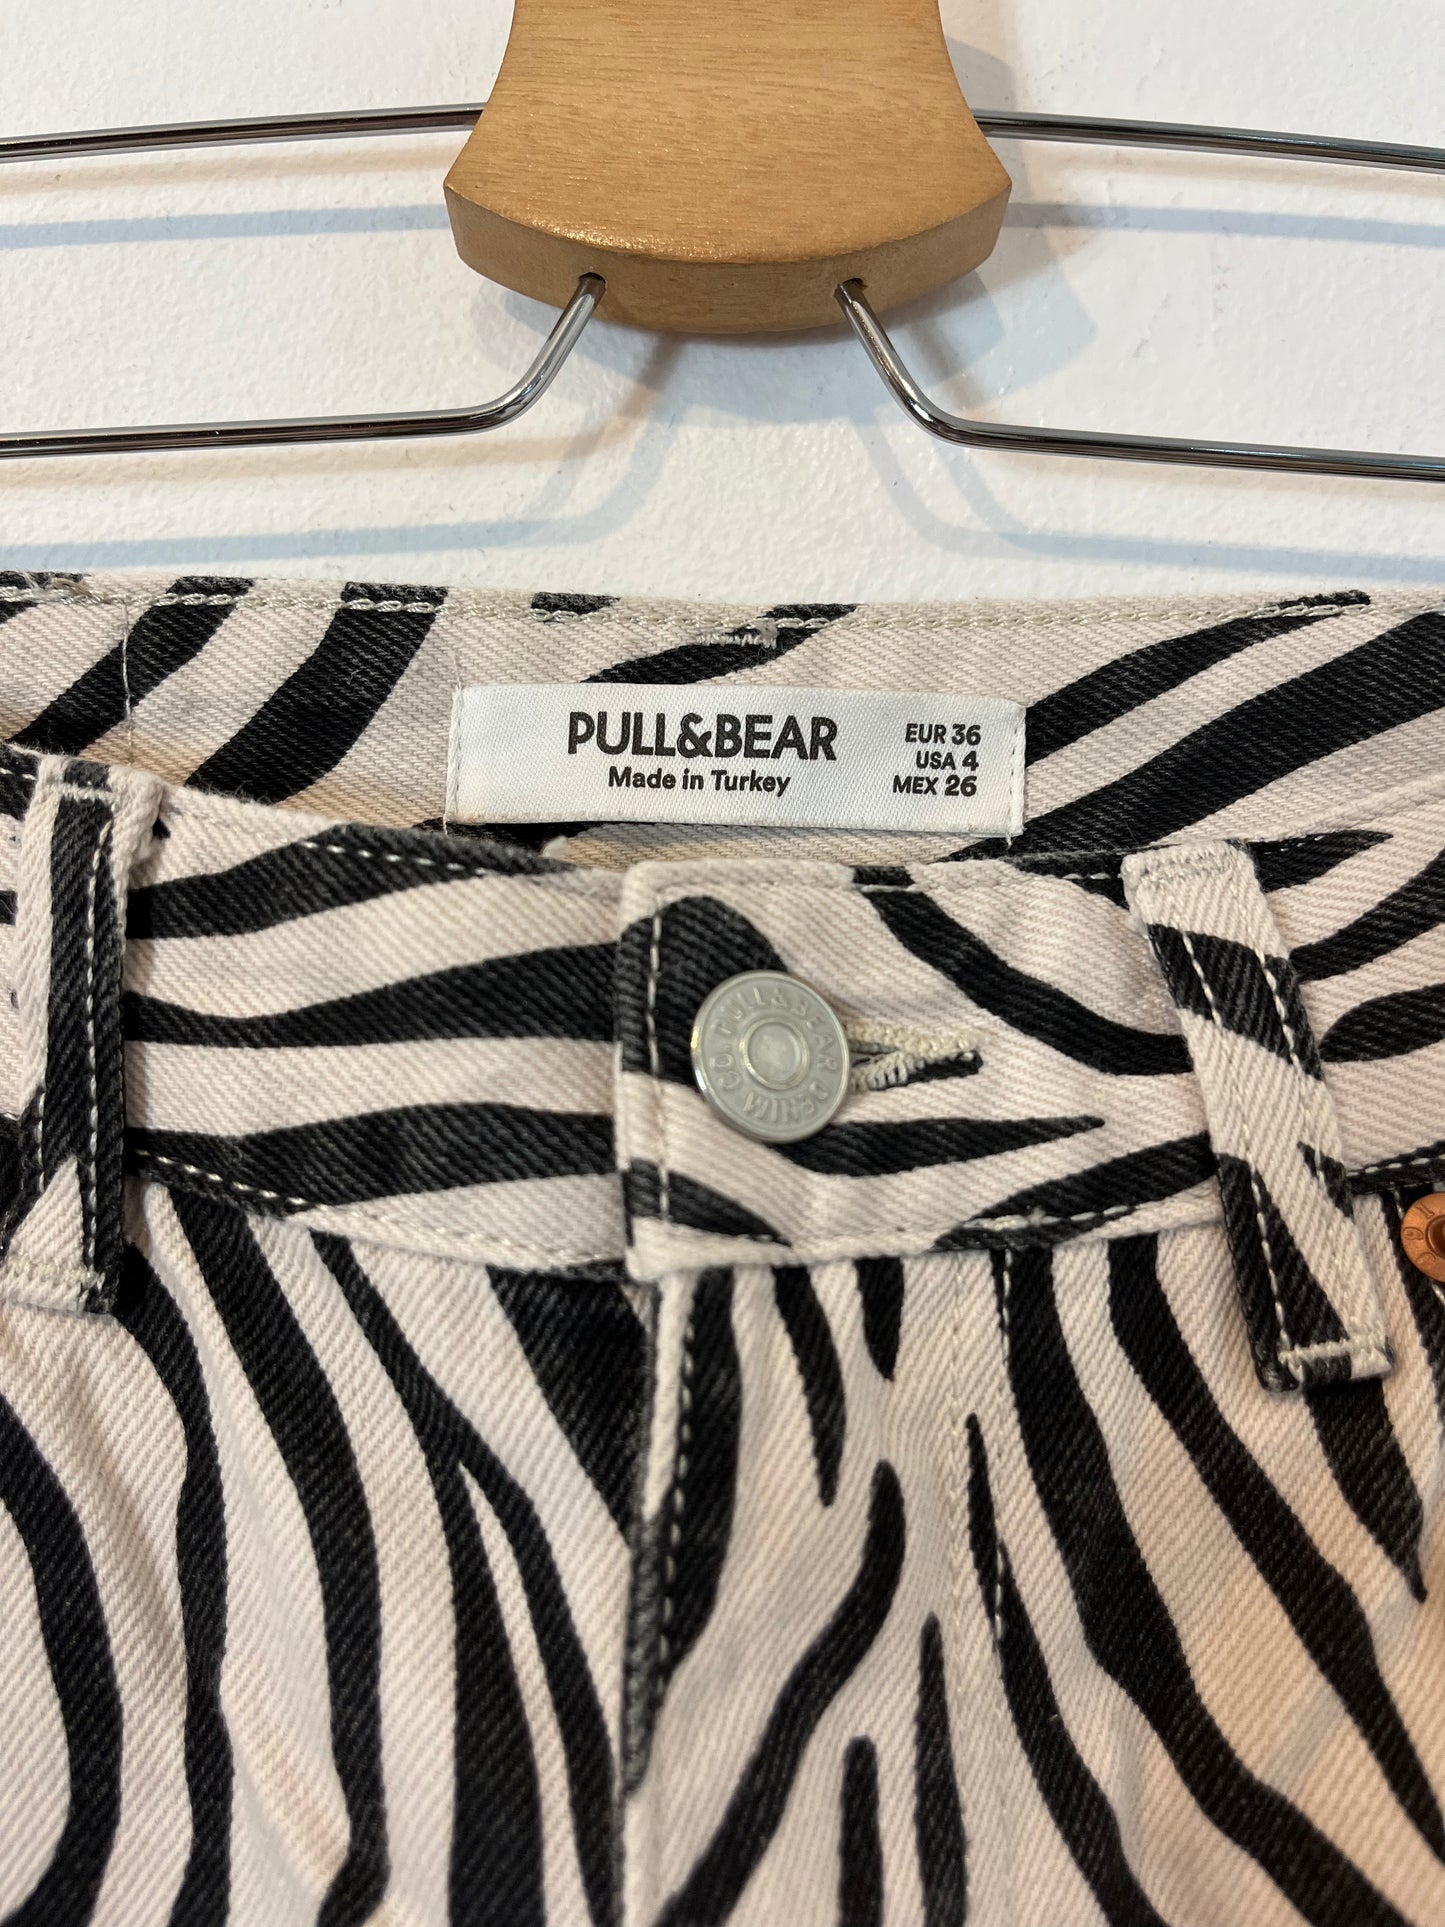 PULL&BEAR
Made in Turkey
EUR 36
USA 4
MEX 26
PULL&BEAR DENIM CO.